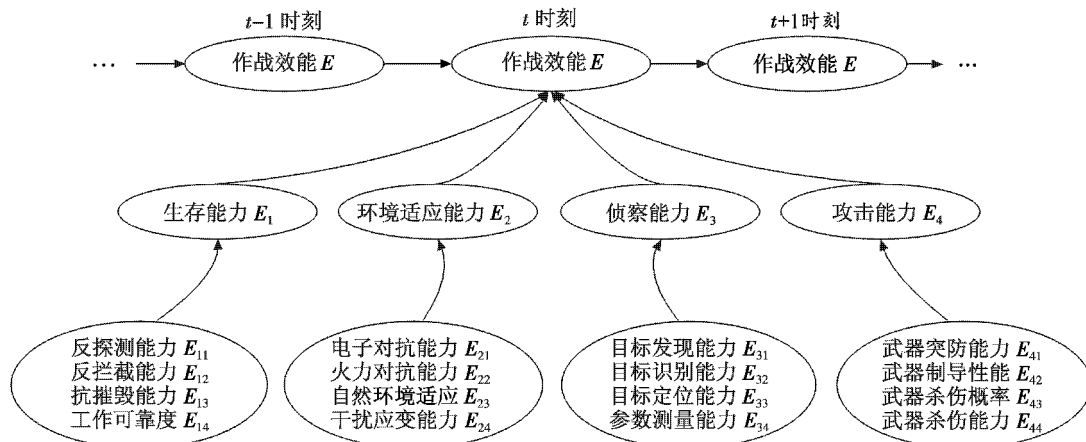 t−1 时刻
t 时刻
t+1时刻
… 作战效能 E 作战效能 E 作战效能 E …
生存能力 E₁
环境适应能力 E₂
侦察能力 E₃
攻击能力 E₄
反探测能力 E₁₁
反拦截能力 E₁₂
抗摧毁能力 E₁₃
工作可靠度 E₁₄
电子对抗能力 E₂₁
火力对抗能力 E₂₂
自然环境适应 E₂₃
干扰应变能力 E₂₄
目标发现能力 E₃₁
目标识别能力 E₃₂
目标定位能力 E₃₃
参数测量能力 E₃₄
武器突防能力 E₄₁
武器制导性能 E₄₂
武器杀伤概率 E₄₃
武器杀伤能力 E₄₄